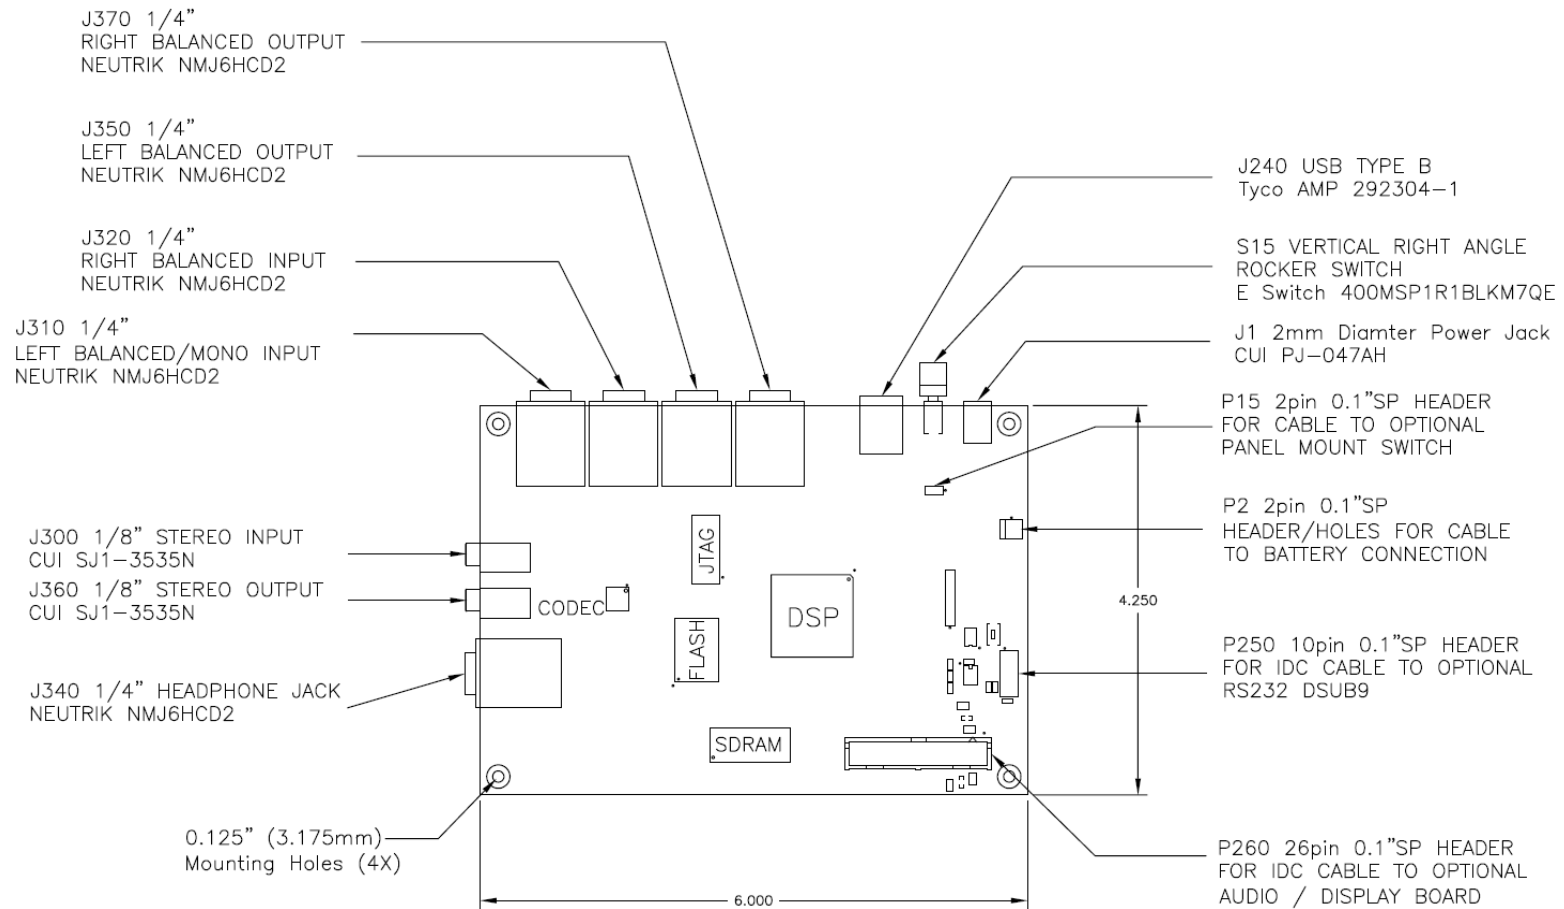 J370 1/4”
RIGHT BALANCED OUTPUT
NEUTRIK NMJ6HCD2
J350 1/4”
LEFT BALANCED OUTPUT
NEUTRIK NMJ6HCD2
J320 1/4”
RIGHT BALANCED INPUT
NEUTRIK NMJ6HCD2
J310 1/4”
LEFT BALANCED/MONO INPUT
NEUTRIK NMJ6HCD2
J300 1/8” STEREO INPUT
CUI SJ1-3535N
J360 1/8” STEREO OUTPUT
CUI SJ1-3535N
J340 1/4” HEADPHONE JACK
NEUTRIK NMJ6HCD2
0.125” (3.175mm)
Mounting Holes (4X)
JTAG
CODEC
FLASH
DSP
SDRAM
6.000
4.250
J240 USB TYPE B
Tyco AMP 292304-1
S15 VERTICAL RIGHT ANGLE
ROCKER SWITCH
E Switch 400MSP1R1BLKM7QE
J1 2mm Diamter Power Jack
CUI PJ-047AH
P15 2pin 0.1”SP HEADER
FOR CABLE TO OPTIONAL
PANEL MOUNT SWITCH
P2 2pin 0.1”SP
HEADER/HOLES FOR CABLE
TO BATTERY CONNECTION
P250 10pin 0.1”SP HEADER
FOR IDC CABLE TO OPTIONAL
RS232 DSUB9
P260 26pin 0.1”SP HEADER
FOR IDC CABLE TO OPTIONAL
AUDIO / DISPLAY BOARD